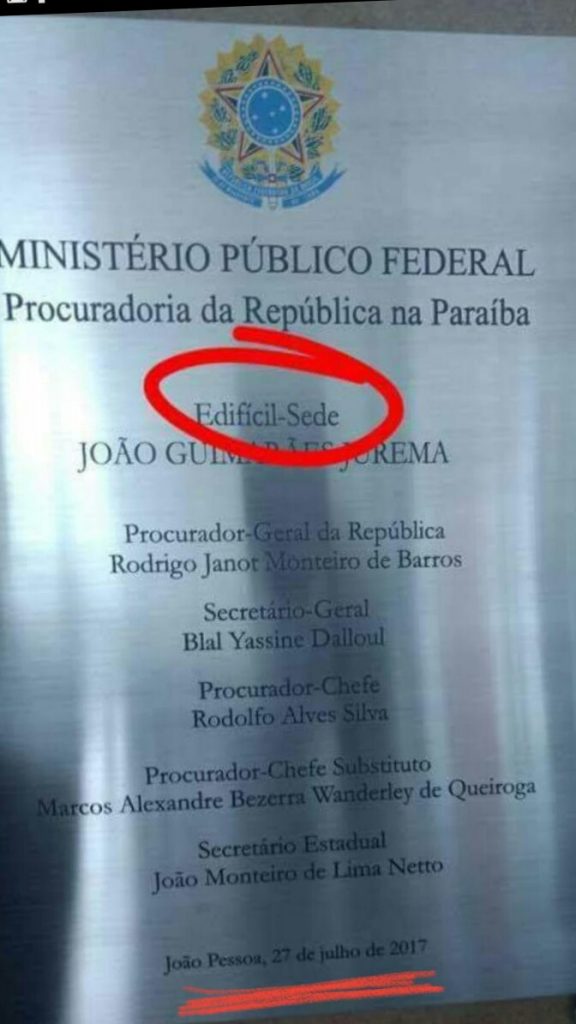 MINISTÉRIO PÚBLICO FEDERAL
Procuradoria da República na Paraíba
Edifícil-Sede
JOÃO GUIMARÃES JUREMA
Procurador-Geral da República
Rodrigo Janot Monteiro de Barros
Secretário-Geral
Blal Yassine Dalloul
Procurador-Chefe
Rodolfo Alves Silva
Procurador-Chefe Substituto
Marcos Alexandre Bezerra Wanderley de Queiroga
Secretário Estadual
João Monteiro de Lima Netto
João Pessoa, 27 de julho de 2017